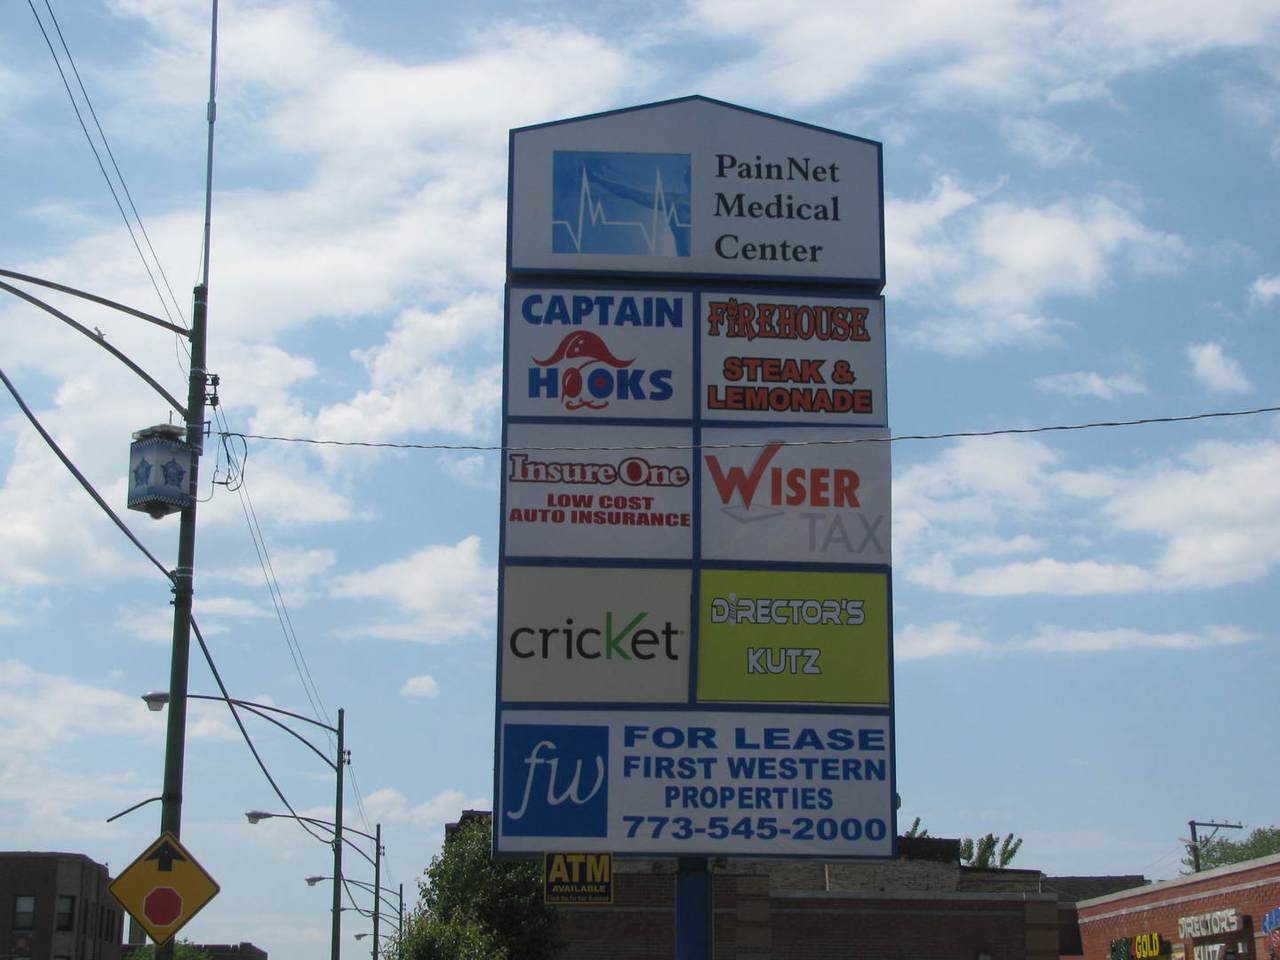 PainNet
Medical
Center
CAPTAIN
HOOKS
FIREHOUSE
STEAK &
LEMONADE
InsureOne
LOW COST
AUTO INSURANCE
WISER
TAX
cricket
DIRECTOR'S
KUTZ
fw
FOR LEASE
FIRST WESTERN
PROPERTIES
773-545-2000
ATM
AVAILABLE
GOLD
DIRECTOR'S
KUTZ